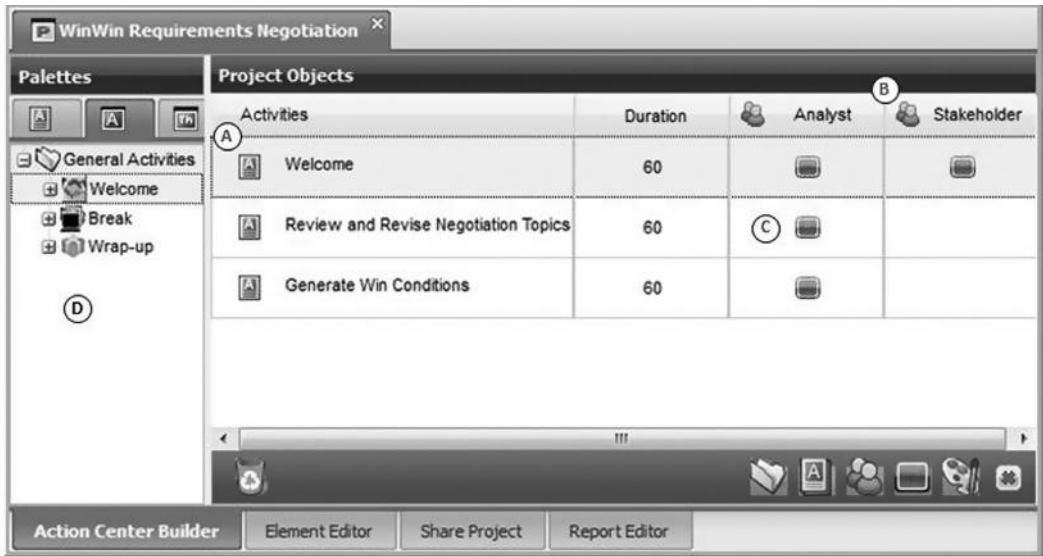 WinWin Requirements Negotiation
Palettes
Project Objects
B
Activities
Duration
Analyst
Stakeholder
A
General Activities
Welcome
Break
Wrap-up
D
Welcome
60
Review and Revise Negotiation Topics
60
C
Generate Win Conditions
60
Action Center Builder
Element Editor
Share Project
Report Editor